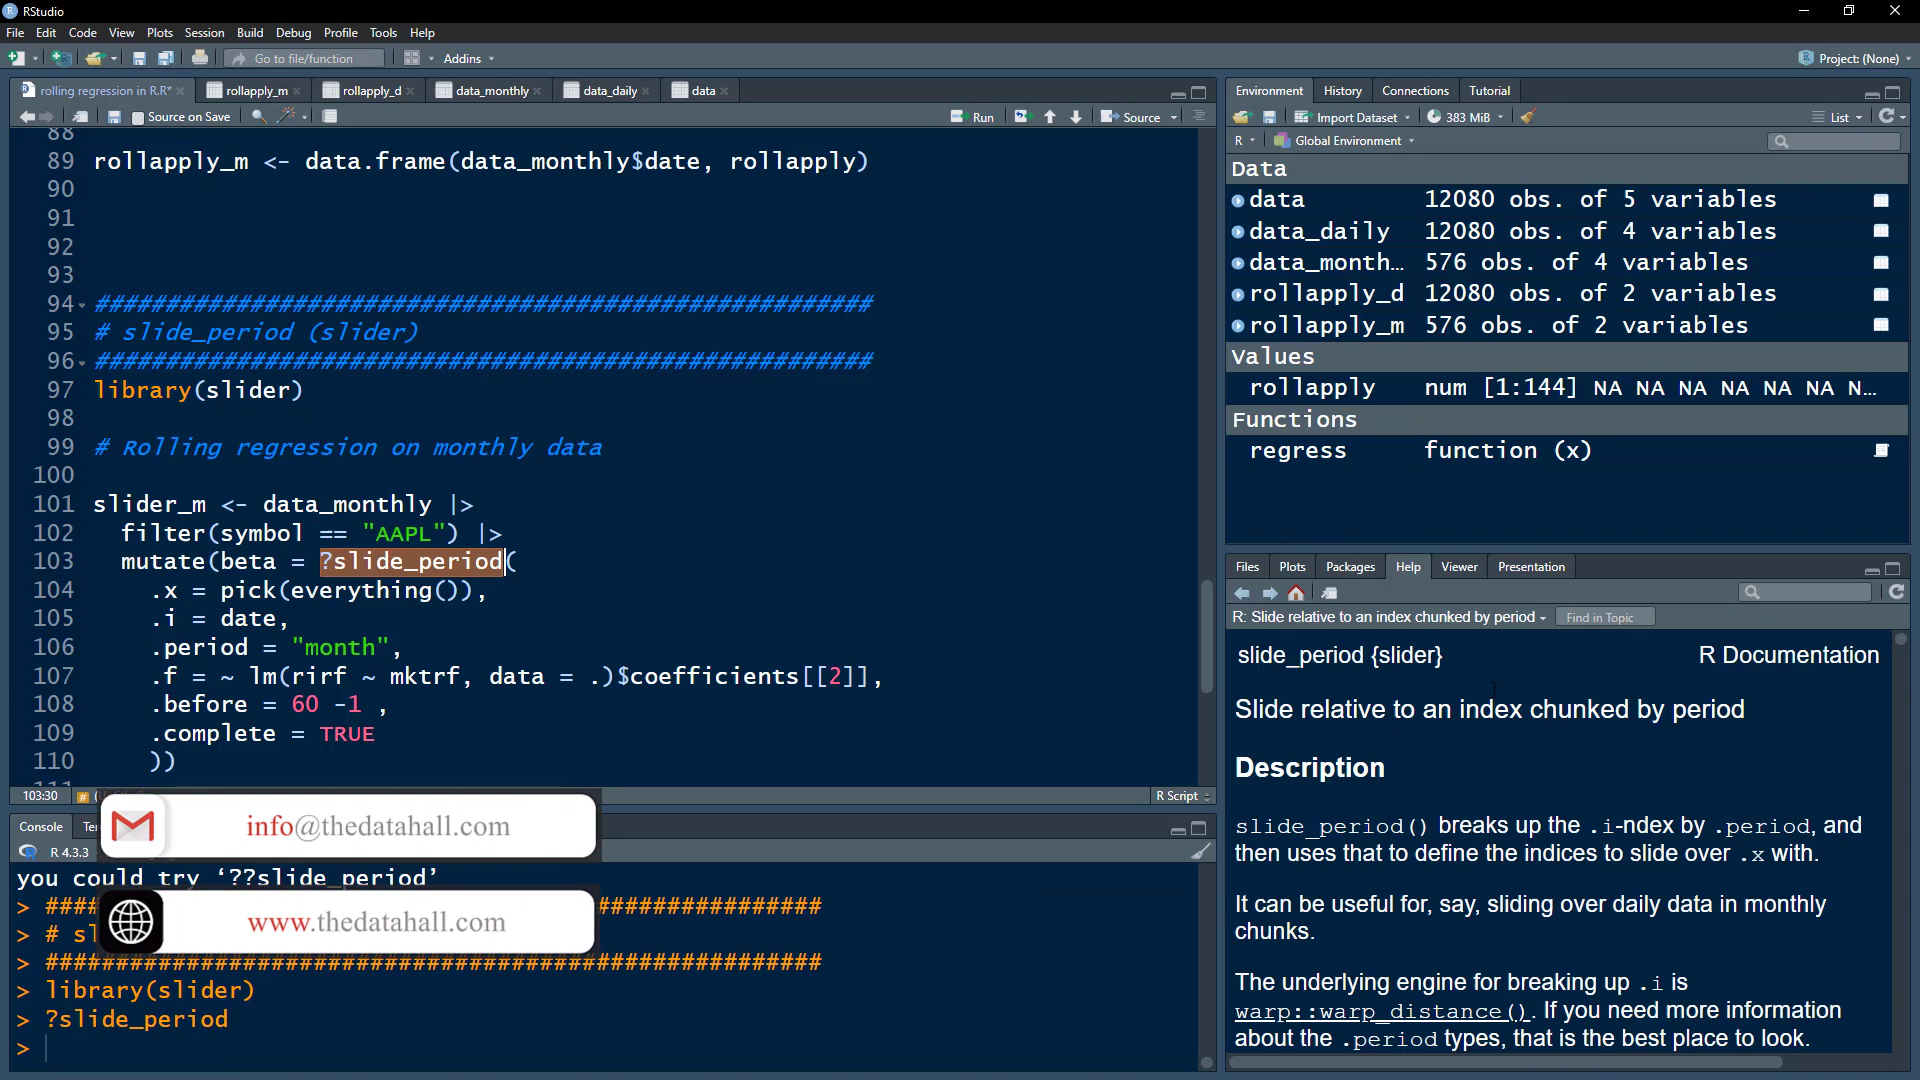 RStudio
File Edit Code View Plots Session Build Debug Profile Tools Help
Go to file/function Addins Project: (None)
rolling regression in R.R* rollapply_m rollapply_d data_monthly data_daily data
Source on Save Run Source
88
89 rollapply_m <- data.frame(data_monthly$date, rollapply)
90
91
92
93
94 #######################################################
95 # slide_period (slider)
96 #######################################################
97 library(slider)
98
99 # Rolling regression on monthly data
100
101 slider_m <- data_monthly |>
102 filter(symbol == "AAPL") |>
103 mutate(beta = ?slide_period(
104 .x = pick(everything()),
105 .i = date,
106 .period = "month",
107 .f = ~ lm(rirf ~ mktrf, data = .)$coefficients[[2]],
108 .before = 60 -1 ,
109 .complete = TRUE
110 ))
103:30 R Script
Console
R 4.3.3
you could try ‘??slide_period’
> #######################################################
> # sl
> #######################################################
> library(slider)
> ?slide_period
>
info@thedatahall.com
www.thedatahall.com
Environment History Connections Tutorial
Import Dataset 383 MiB List
R Global Environment
Data
data 12080 obs. of 5 variables
data_daily 12080 obs. of 4 variables
data_month… 576 obs. of 4 variables
rollapply_d 12080 obs. of 2 variables
rollapply_m 576 obs. of 2 variables
Values
rollapply num [1:144] NA NA NA NA NA NA N…
Functions
regress function (x)
Files Plots Packages Help Viewer Presentation
R: Slide relative to an index chunked by period Find in Topic
slide_period {slider} R Documentation
Slide relative to an index chunked by period
Description
slide_period() breaks up the .i-ndex by .period, and
then uses that to define the indices to slide over .x with.
It can be useful for, say, sliding over daily data in monthly
chunks.
The underlying engine for breaking up .i is
warp::warp_distance(). If you need more information
about the .period types, that is the best place to look.